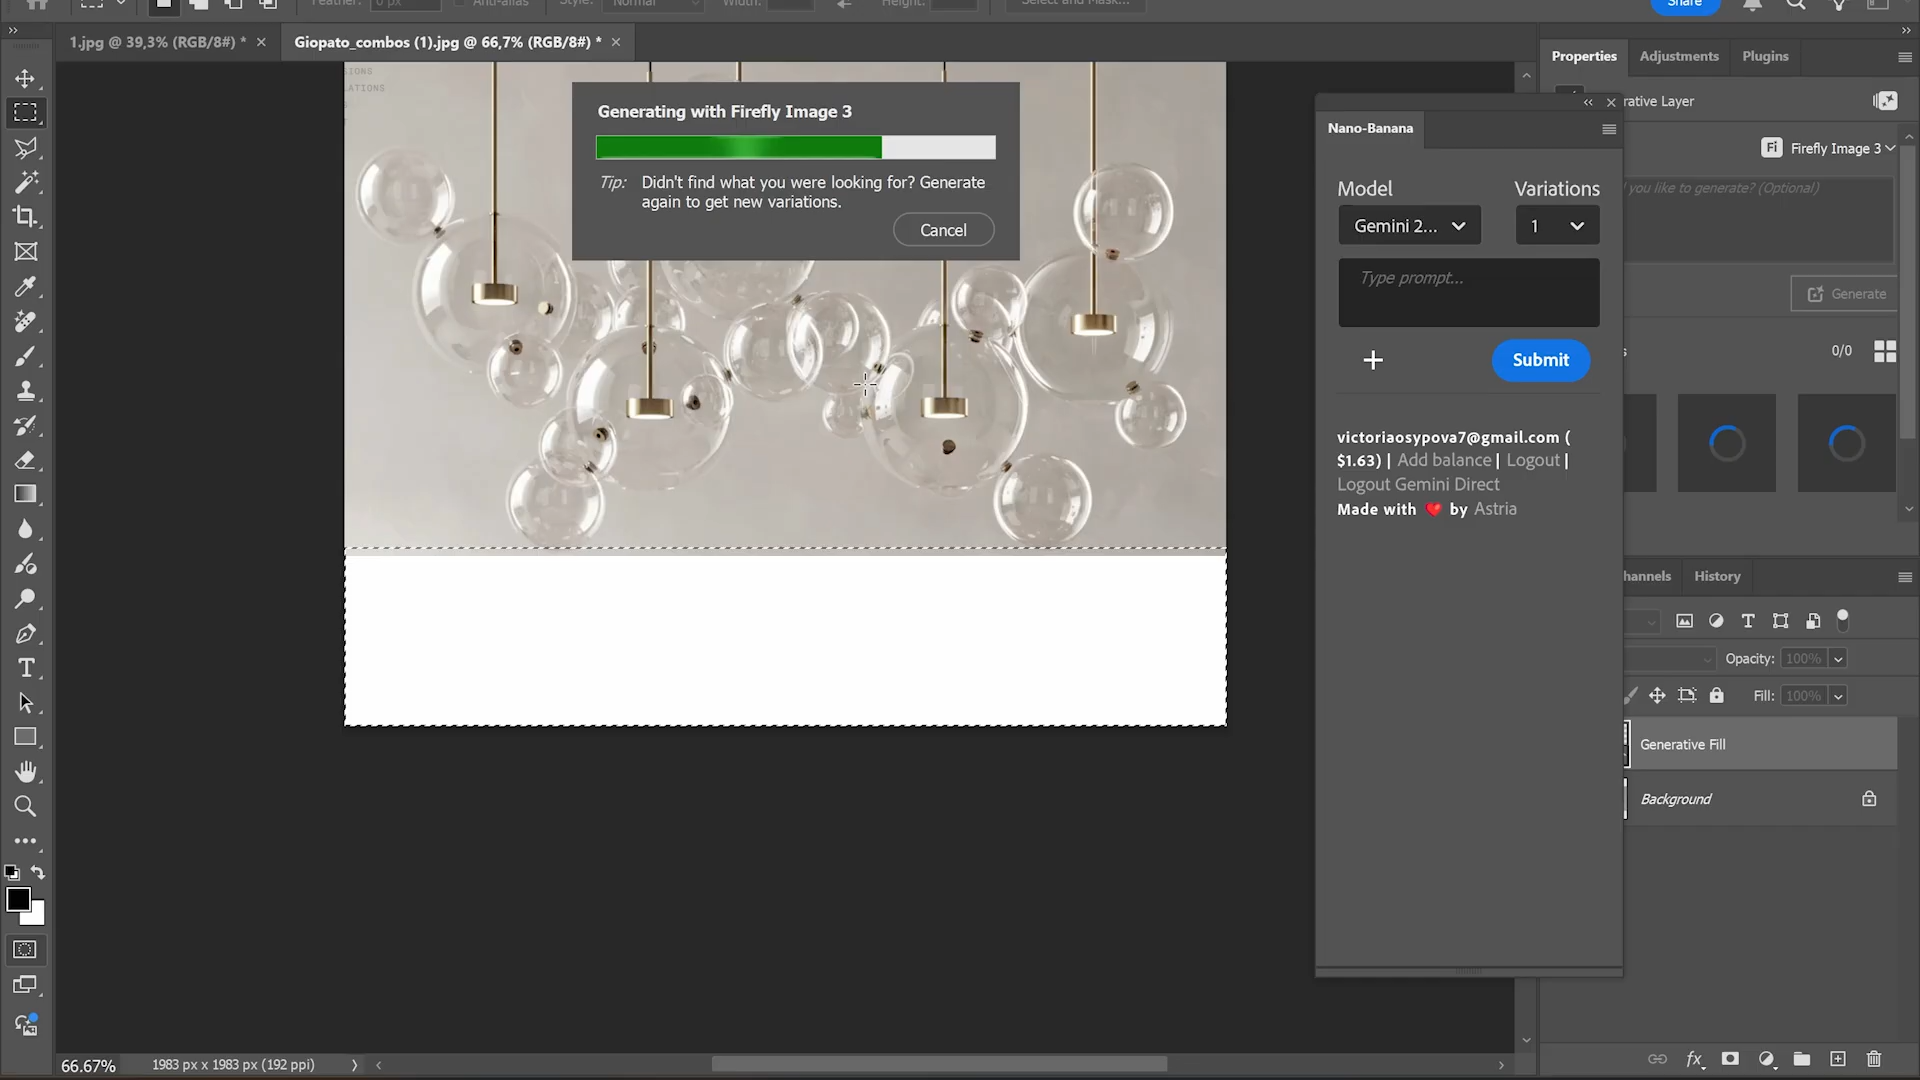 Feather:
0 px
Anti-alias
Style:
Normal
Width:
Height:
Select and Mask...
Share
1.jpg @ 39,3% (RGB/8#) *
Giopato_combos (1).jpg @ 66,7% (RGB/8#) *
Properties
Adjustments
Plugins
SIONS
LATIONS
Generating with Firefly Image 3
Tip: Didn't find what you were looking for? Generate
again to get new variations.
Cancel
Nano-Banana
rative Layer
Model
Variations
Gemini 2...
1
Type prompt...
Submit
victoriaosypova7@gmail.com (
$1.63) | Add balance | Logout |
Logout Gemini Direct
Made with ❤ by Astria
Fi Firefly Image 3
you like to generate? (Optional)
Generate
s
0/0
hannels
History
Opacity: 100%
Fill: 100%
Generative Fill
Background
66.67%
1983 px x 1983 px (192 ppi)